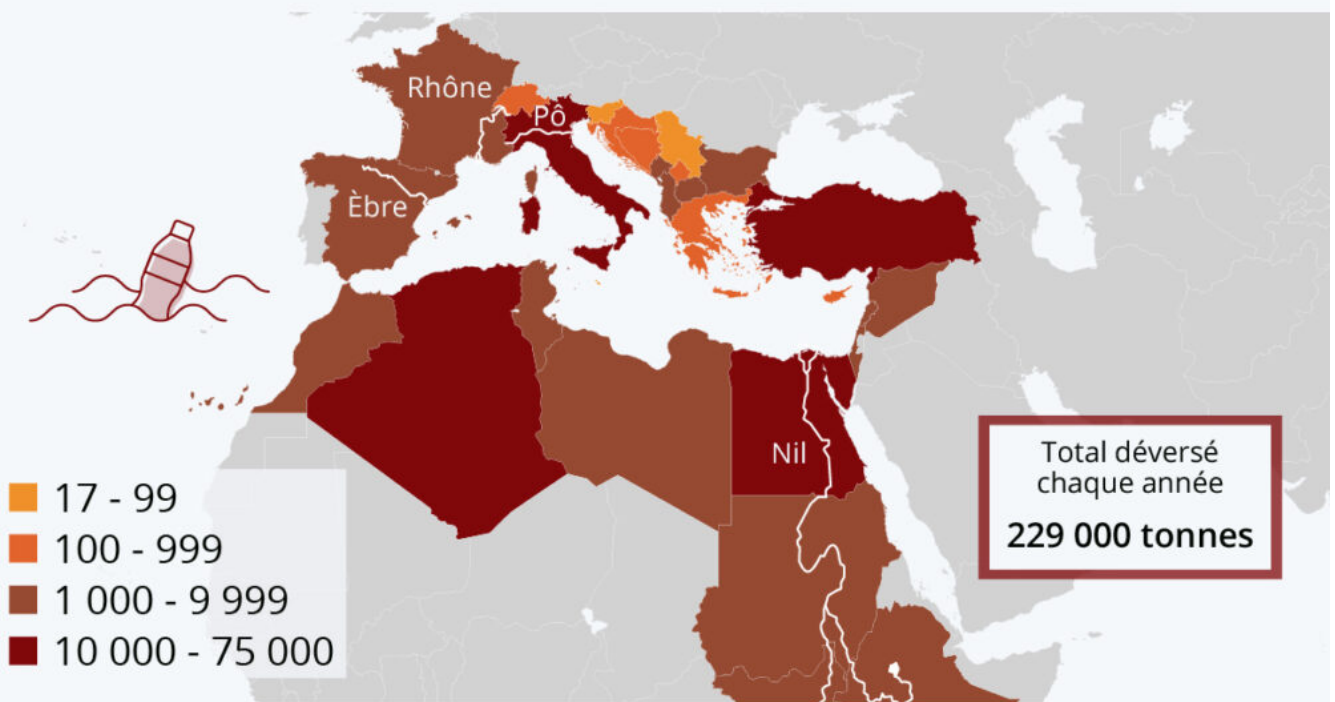 Rhône
Pô
Èbre
Nil
17 - 99
100 - 999
1 000 - 9 999
10 000 - 75 000
Total déversé
chaque année
229 000 tonnes